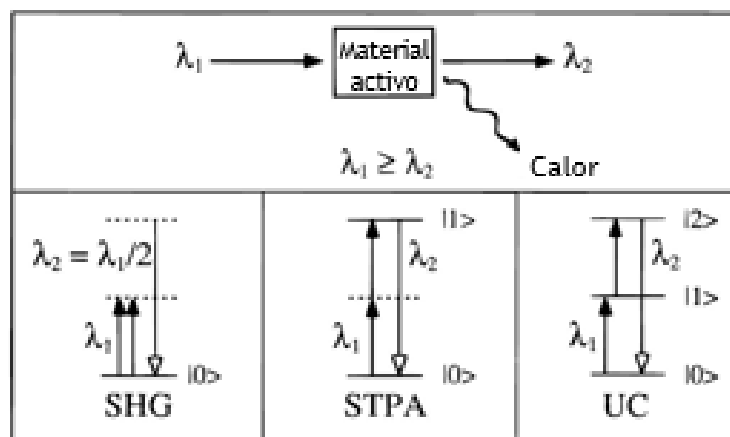 λ₁
Material
activo
λ₂
Calor
λ₁ ≥ λ₂
λ₂ = λ₁/2
λ₁
|0>
SHG
|1>
λ₂
λ₁
|0>
STPA
|2>
λ₂
|1>
λ₁
|0>
UC